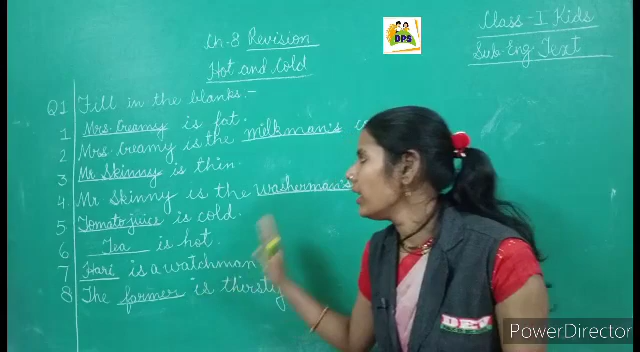 Class-I Kids
Sub-Eng Text
DPS
Ch-8 Revision
Hot and Cold
Q1 Fill in the blanks.-
1 Mrs. Creamy is fat.
2 Mrs. Creamy is the milkman's
3 Mr Skinny is thin.
4 Mr Skinny is the washerman's
5 Tomato juice is cold.
6 Tea is hot.
7 Hari is a watchman
8 The farmer is thirsty
DEV
PowerDirector